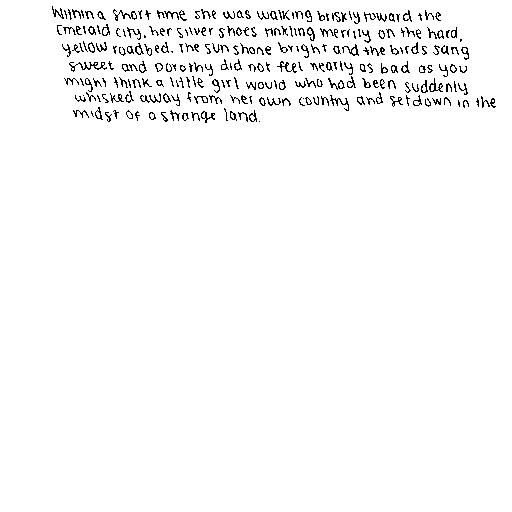 Within a short time she was walking briskly toward the
Emerald City, her silver shoes tinkling merrily on the hard,
yellow roadbed. The sun shone bright and the birds sang
sweet and Dorothy did not feel nearly as bad as you
might think a little girl would who had been suddenly
whisked away from her own country and set down in the
midst of a strange land.